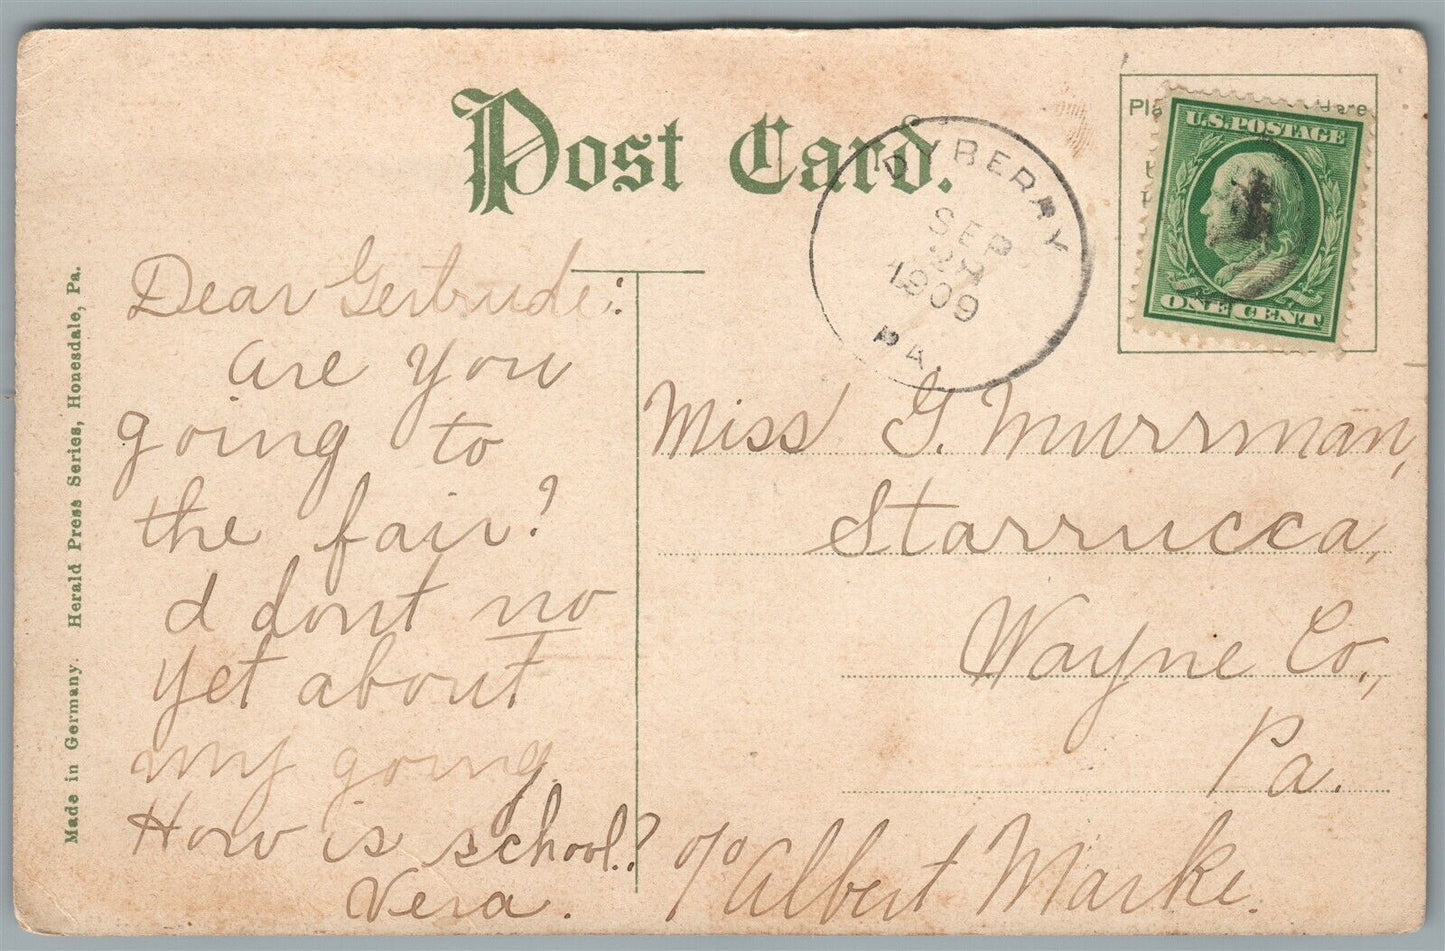 Post Card.
DYBERRY
SEP
1909
PA
U.S. POSTAGE
ONE CENT
Dear Gertrude:
are you
going to
the fair?
I dont no
yet about
my going
How is school.?
Vera.
Miss G. Murrman,
Starrucca,
Wayne Co.,
Pa.
c/o Albert Marke.
Made in Germany. Herald Press Series, Honesdale, Pa.